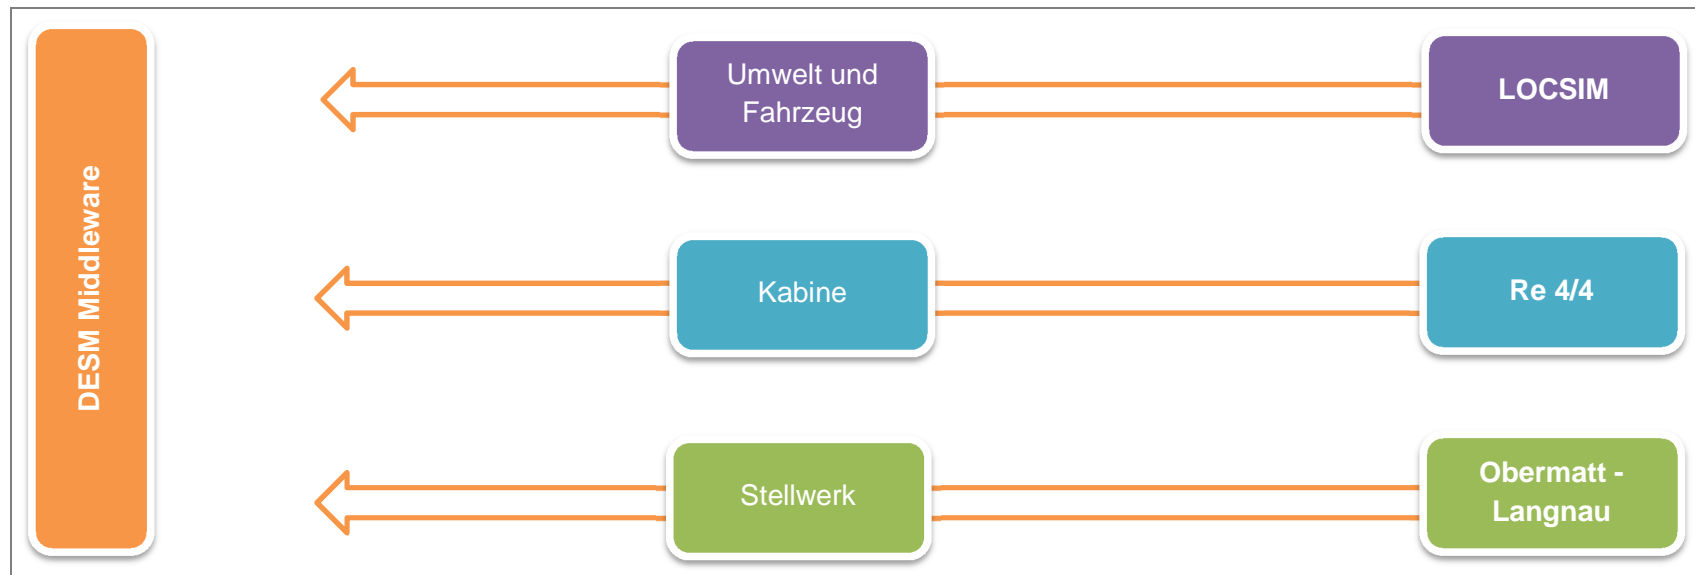 DESM Middleware
Umwelt und
Fahrzeug
LOCSIM
Kabine
Re 4/4
Stellwerk
Obermatt -
Langnau